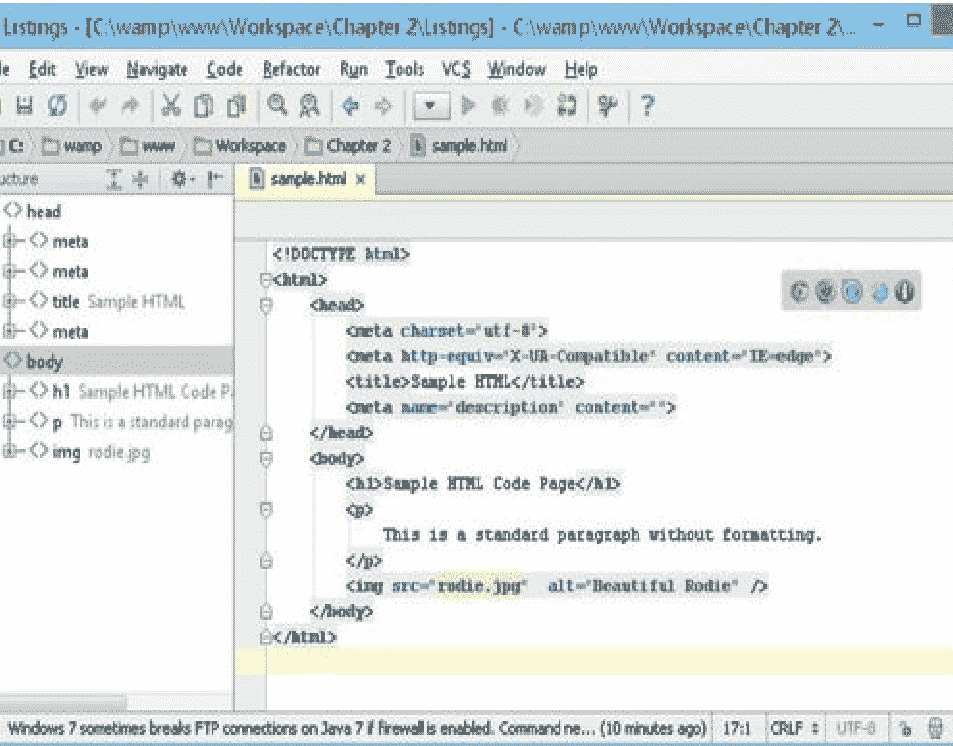 Listings - [C:\wamp\www\Workspace\Chapter 2\Listings] - C:\wamp\www\Workspace\Chapter 2\...
le Edit View Navigate Code Refactor Run Tools VCS Window Help
C: wamp www Workspace Chapter 2 sample.html
ucture
sample.html
head
meta
meta
title Sample HTML
meta
body
h1 Sample HTML Code P
p This is a standard parag
img rodie.jpg
<!DOCTYPE html>
<html>
<head>
<meta charset="utf-8">
<meta http-equiv="X-UA-Compatible" content="IE=edge">
<title>Sample HTML</title>
<meta name="description" content="">
</head>
<body>
<h1>Sample HTML Code Page</h1>
<p>
This is a standard paragraph without formatting.
</p>
<img src="rodie.jpg" alt="Beautiful Rodie" />
</body>
</html>
Windows 7 sometimes breaks FTP connections on Java 7 if firewall is enabled. Command ne... (10 minutes ago) 17:1 CRLF UTF-8